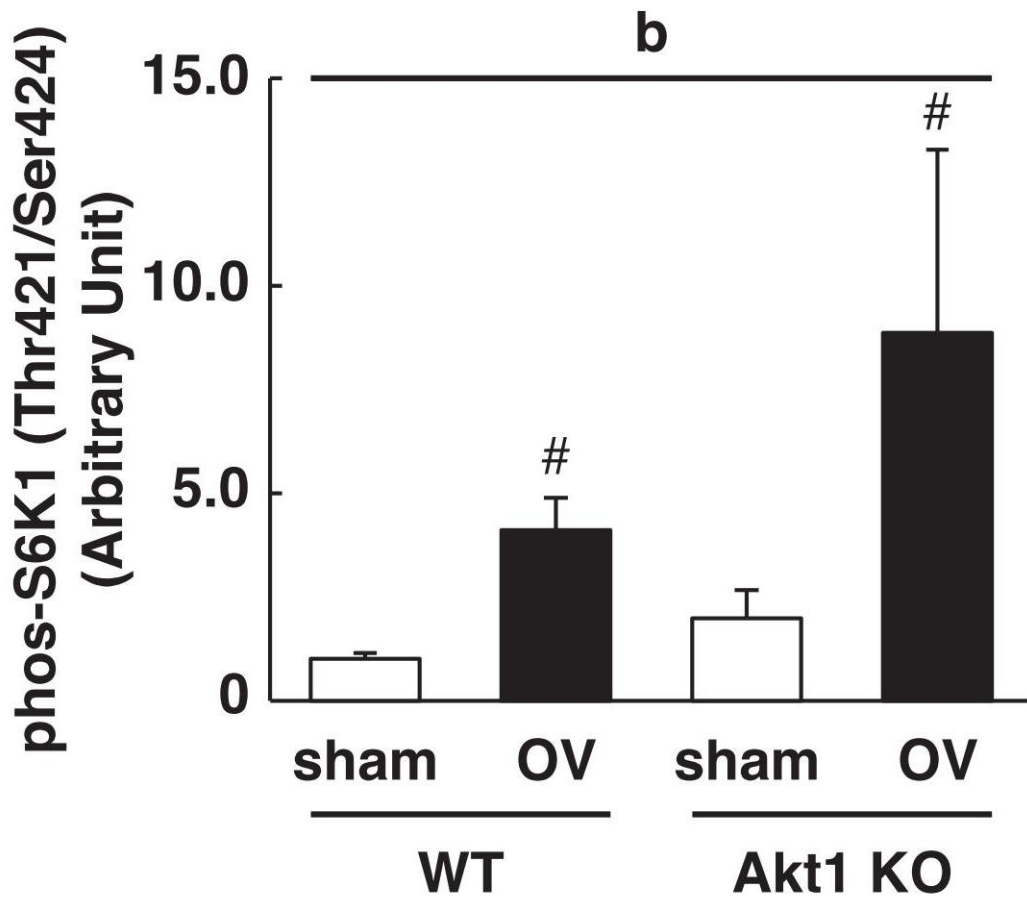 phos-S6K1 (Thr421/Ser424)
(Arbitrary Unit)
b
15.0
#
10.0
#
5.0
0
sham OV sham OV
WT Akt1 KO